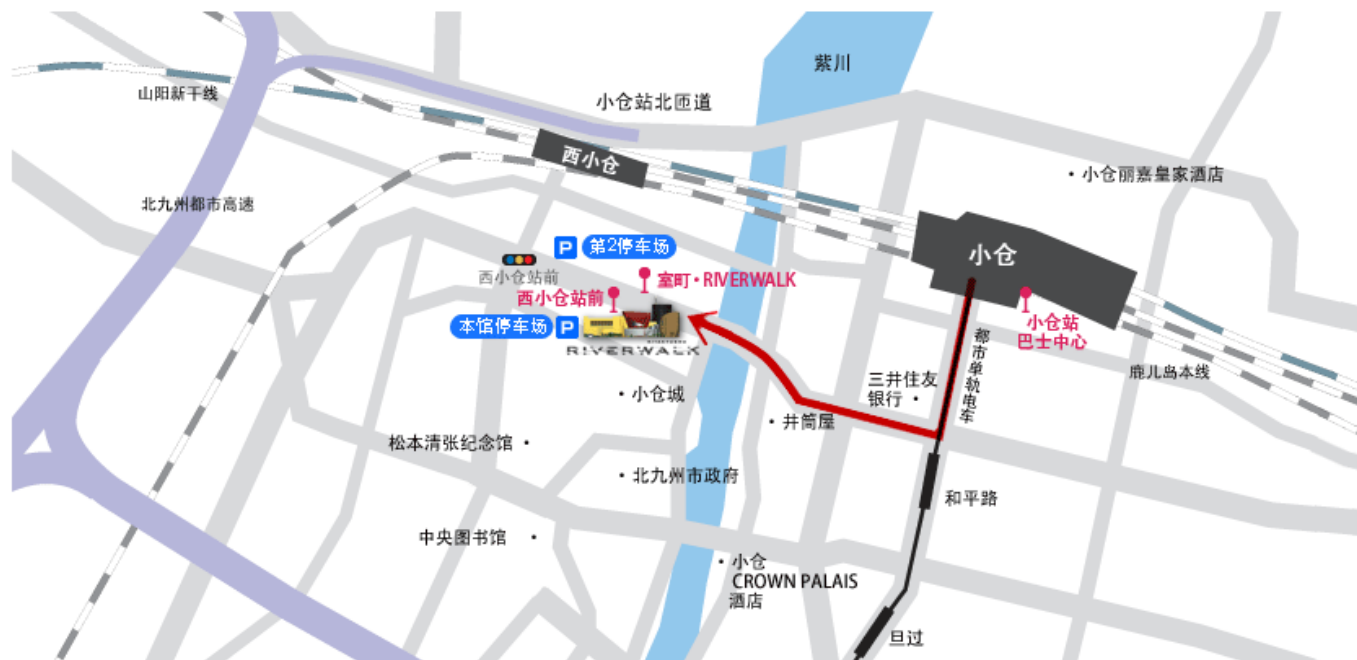 紫川
山阳新干线
小仓站北匝道
西小仓
小仓丽嘉皇家酒店
北九州都市高速
P 第2停车场
小仓
西小仓站前
室町・RIVERWALK
西小仓站前
本馆停车场 P
RIVERWALK
小仓站
巴士中心
都市单轨电车
鹿儿岛本线
三井住友
银行
小仓城
井筒屋
松本清张纪念馆
北九州市政府
和平路
中央图书馆
小仓
CROWN PALAIS
酒店
旦过